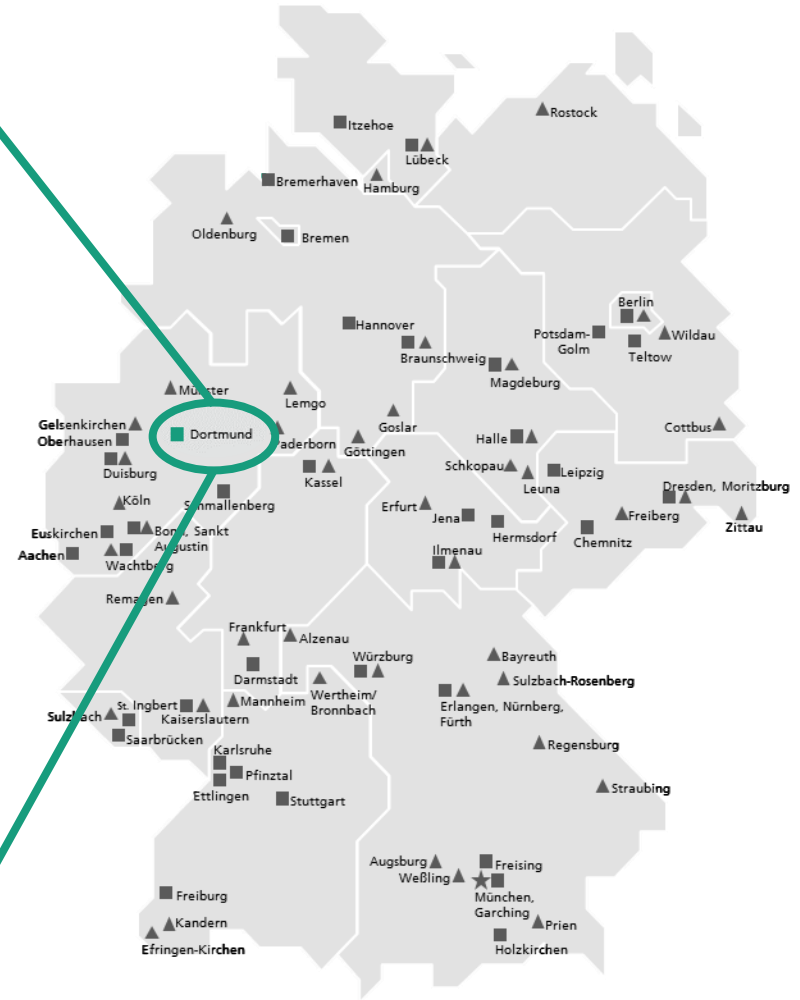 Rostock
Itzehoe
Lübeck
Bremerhaven
Hamburg
Oldenburg
Bremen
Berlin
Hannover
Potsdam-
Golm
Wildau
Teltow
Braunschweig
Magdeburg
Münster
Lemgo
Goslar
Gelsenkirchen
Oberhausen
Dortmund
Paderborn
Göttingen
Halle
Cottbus
Duisburg
Kassel
Schkopau
Leuna
Leipzig
Dresden, Moritzburg
Köln
Schmallenberg
Erfurt
Jena
Hermsdorf
Freiberg
Zittau
Chemnitz
Euskirchen
Bonn, Sankt
Augustin
Aachen
Wachtberg
Ilmenau
Remagen
Frankfurt
Alzenau
Würzburg
Bayreuth
Darmstadt
Sulzbach-Rosenberg
Wertheim/
Bronnbach
Erlangen, Nürnberg,
Fürth
Sulzbach
St. Ingbert
Kaiserslautern
Mannheim
Saarbrücken
Karlsruhe
Pfinztal
Ettlingen
Stuttgart
Regensburg
Straubing
Augsburg
Weßling
Freising
München,
Garching
Freiburg
Kandern
Efringen-Kirchen
Prien
Holzkirchen